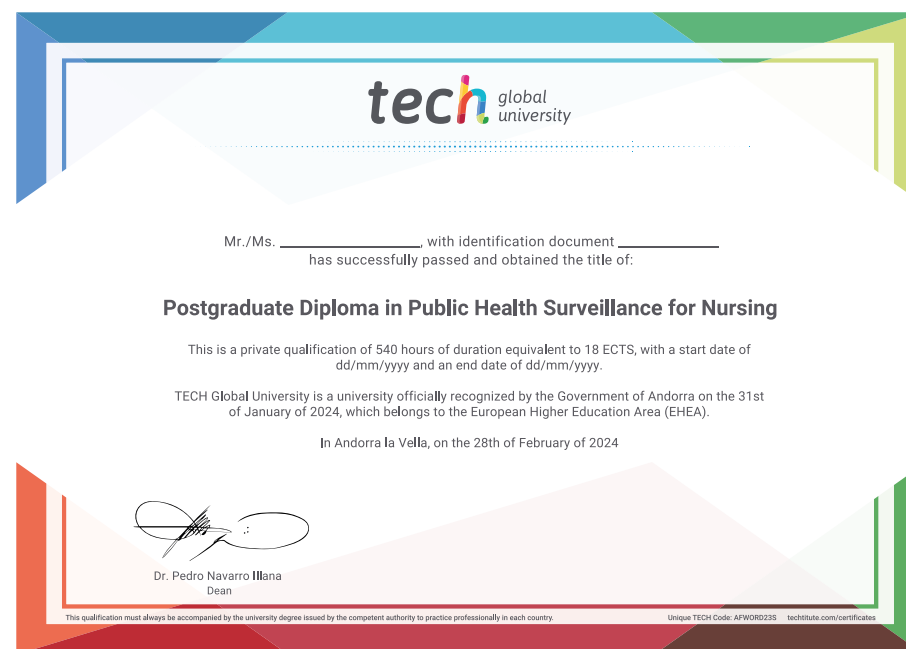 tech global
university
Mr./Ms. ____________________, with identification document ______________
has successfully passed and obtained the title of:
Postgraduate Diploma in Public Health Surveillance for Nursing
This is a private qualification of 540 hours of duration equivalent to 18 ECTS, with a start date of
dd/mm/yyyy and an end date of dd/mm/yyyy.
TECH Global University is a university officially recognized by the Government of Andorra on the 31st
of January of 2024, which belongs to the European Higher Education Area (EHEA).
In Andorra la Vella, on the 28th of February of 2024
Dr. Pedro Navarro Illana
Dean
This qualification must always be accompanied by the university degree issued by the competent authority to practice professionally in each country.
Unique TECH Code: AFWORD23S techtitute.com/certificates